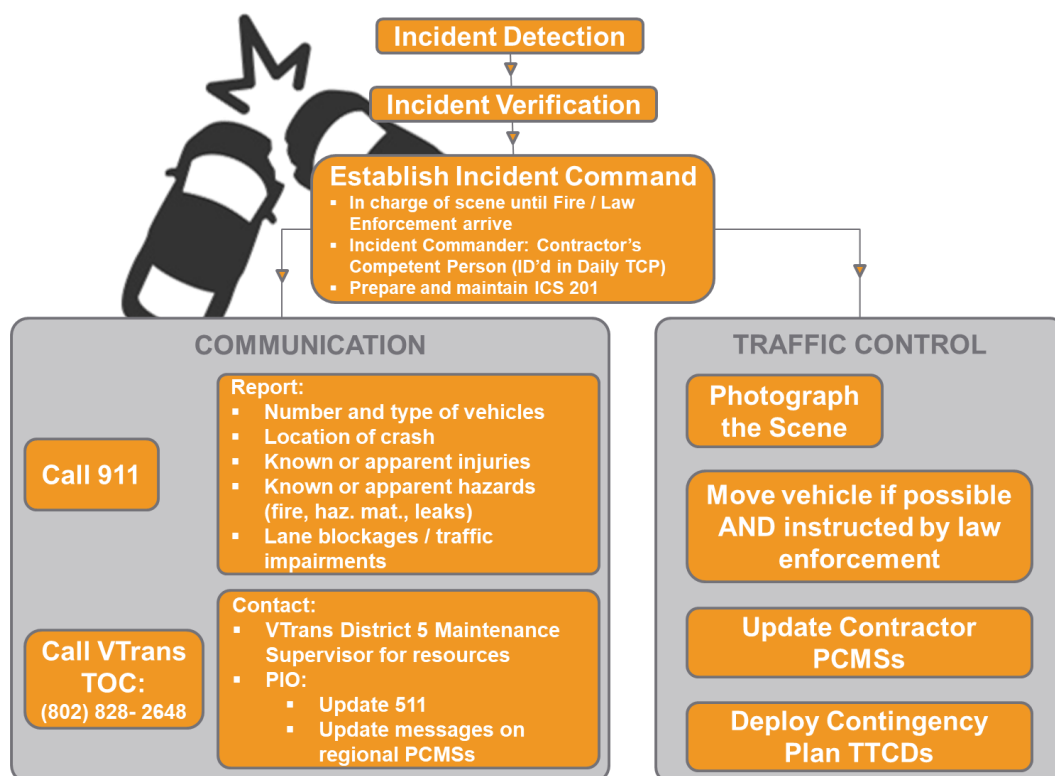 Incident Detection
Incident Verification
Establish Incident Command
▪ In charge of scene until Fire / Law
Enforcement arrive
▪ Incident Commander: Contractor's
Competent Person (ID'd in Daily TCP)
▪ Prepare and maintain ICS 201
COMMUNICATION
Call 911
Report:
▪ Number and type of vehicles
▪ Location of crash
▪ Known or apparent injuries
▪ Known or apparent hazards
(fire, haz. mat., leaks)
▪ Lane blockages / traffic
impairments
Call VTrans
TOC:
(802) 828- 2648
Contact:
▪ VTrans District 5 Maintenance
Supervisor for resources
▪ PIO:
▪ Update 511
▪ Update messages on
regional PCMSs
TRAFFIC CONTROL
Photograph
the Scene
Move vehicle if possible
AND instructed by law
enforcement
Update Contractor
PCMSs
Deploy Contingency
Plan TTCDs